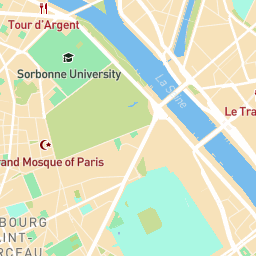 Tour d'Argent
Sorbonne University
La Seine
Le Tra
rand Mosque of Paris
BOURG
AINT-
RCEAU